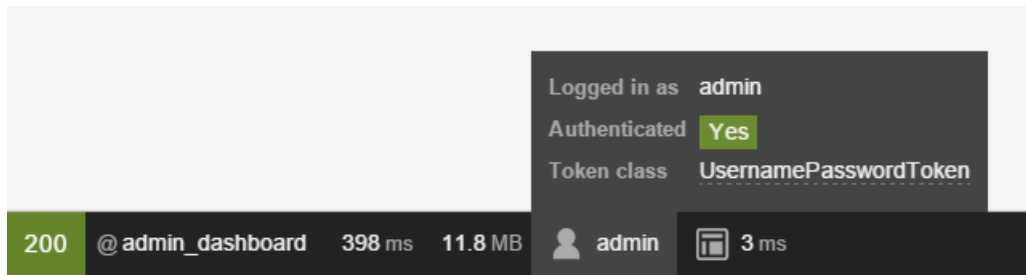 Logged in as admin
Authenticated Yes
Token class UsernamePasswordToken
200 @ admin_dashboard 398 ms 11.8 MB admin 3 ms